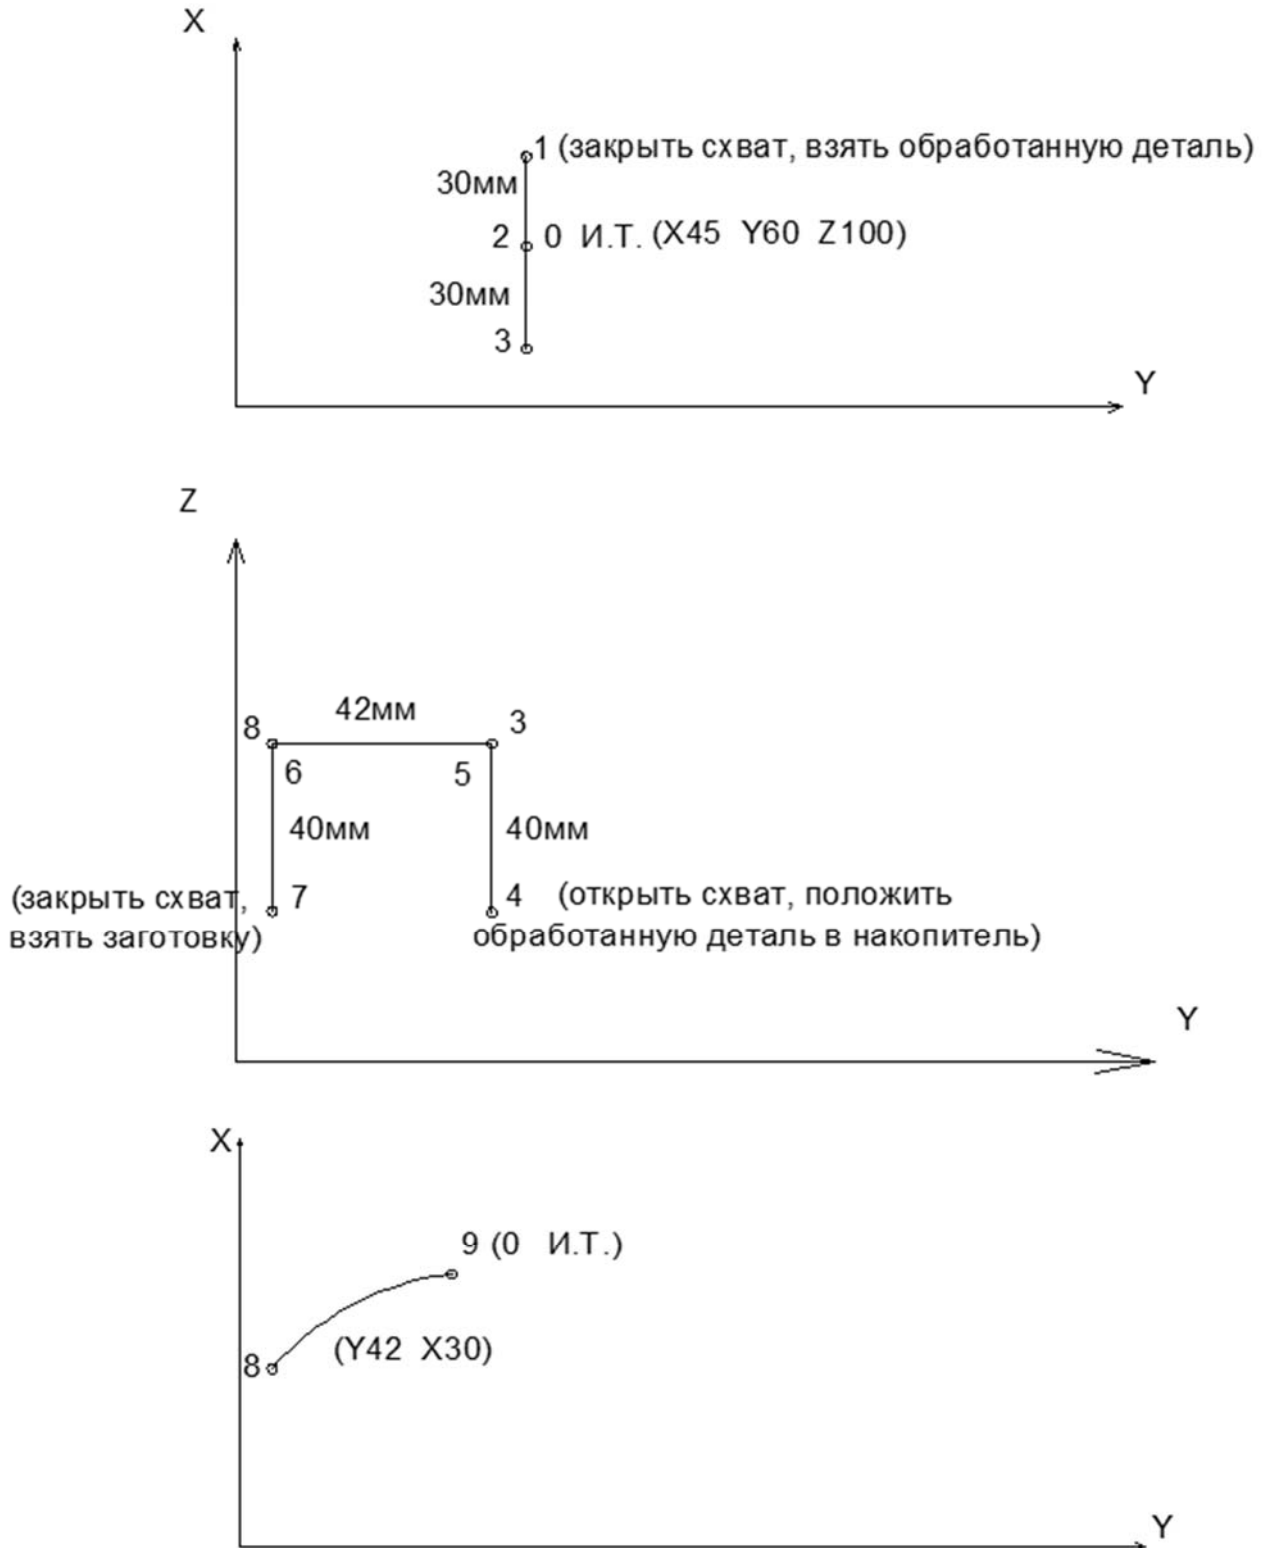 X
1 (закрыть схват, взять обработанную деталь)
30мм
2 0 И.Т. (X45 Y60 Z100)
30мм
3
Y
Z
42мм
8 3
6 5
40мм 40мм
(закрыть схват, 7 4 (открыть схват, положить
взять заготовку) обработанную деталь в накопитель)
Y
X
9 (0 И.Т.)
(Y42 X30)
8
Y